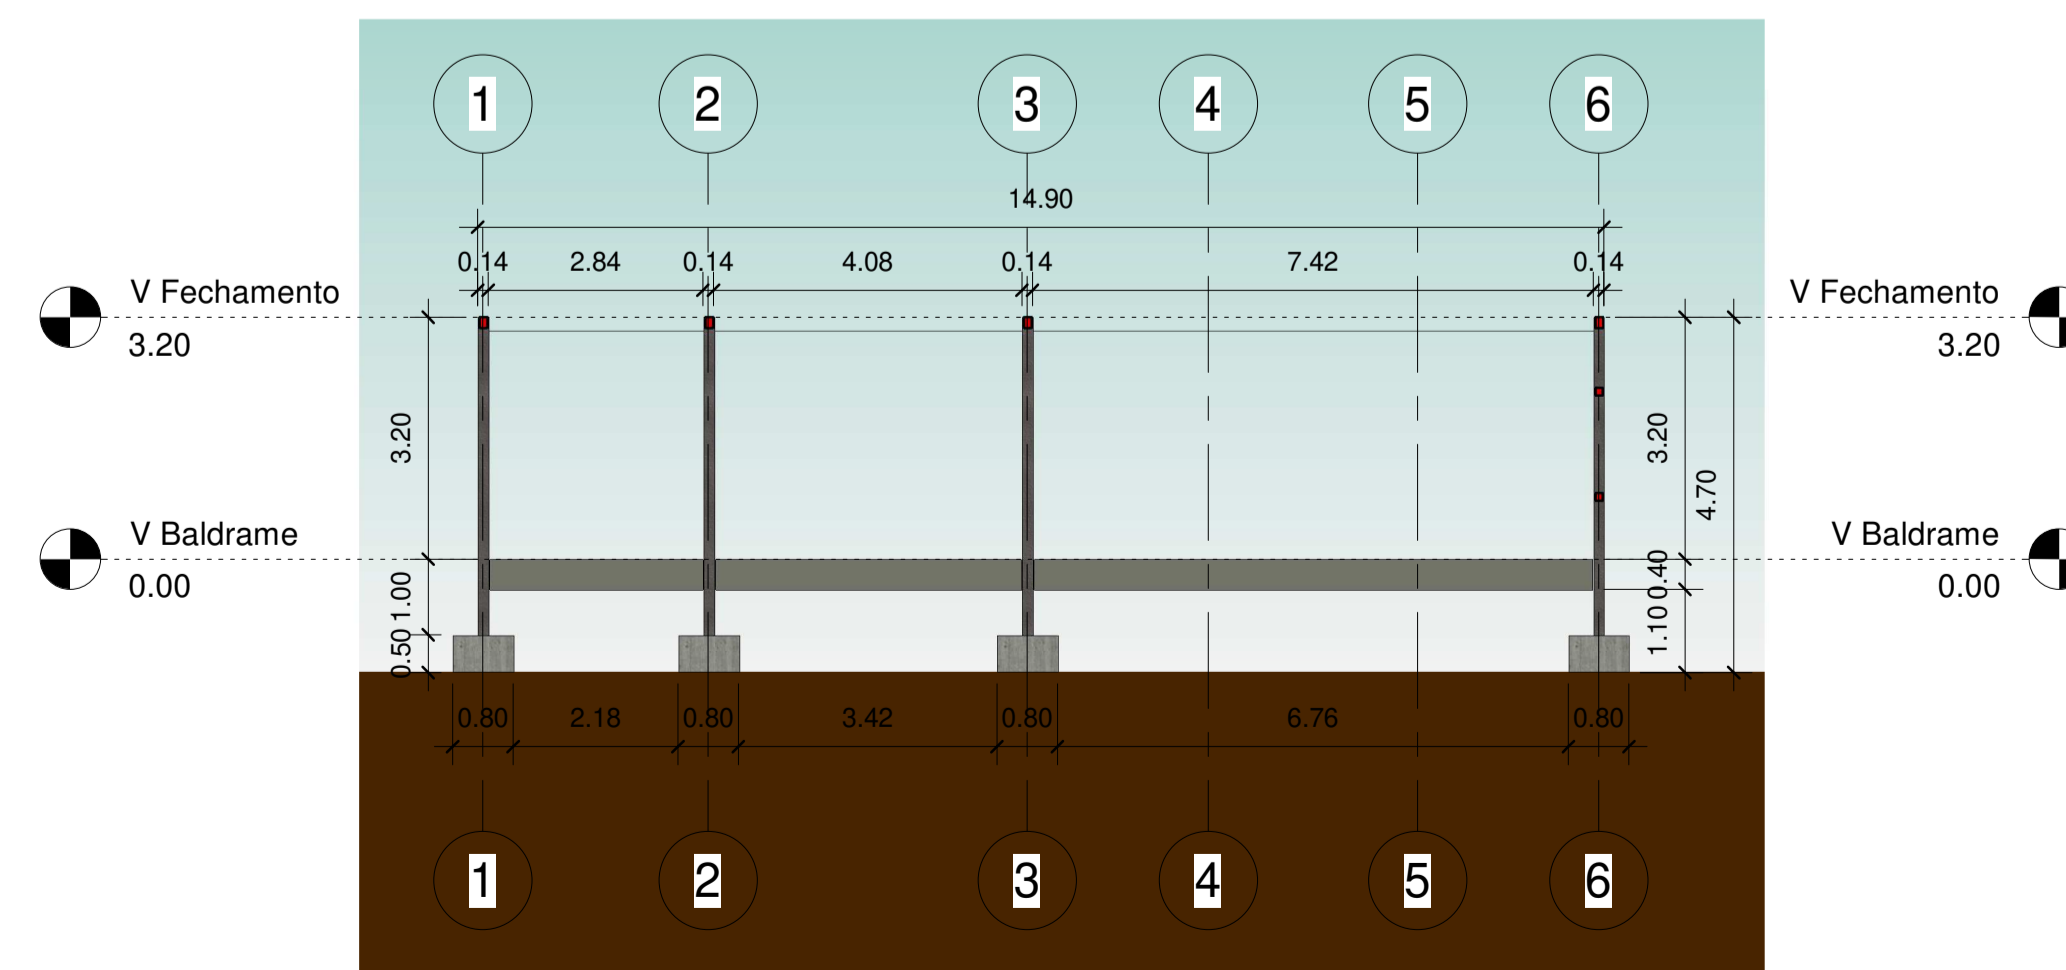 1 2 3 4 5 6
14.90
0.14 2.84 0.14 4.08 0.14 7.42 0.14
V Fechamento
3.20
V Fechamento
3.20
3.20
3.20
4.70
V Baldrame
0.00
V Baldrame
0.00
1.00
0.50
0.40
1.10
0.80 2.18 0.80 3.42 0.80 6.76 0.80
1 2 3 4 5 6